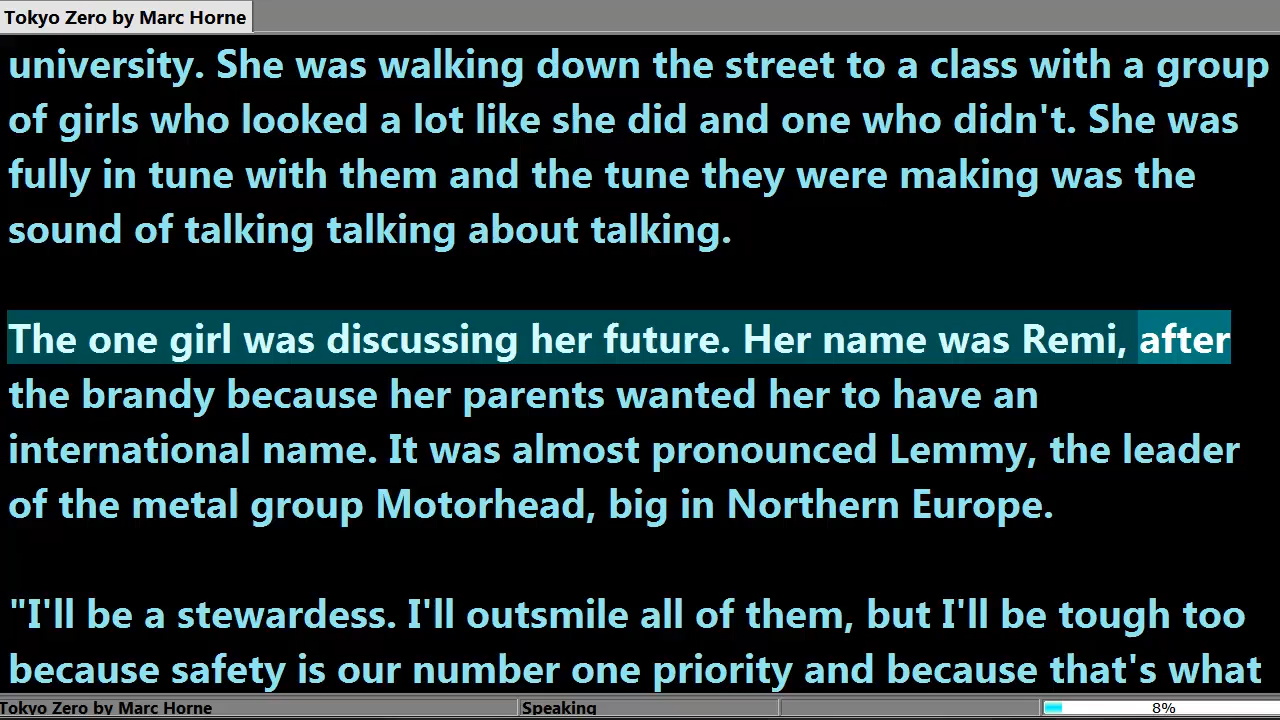 Tokyo Zero by Marc Horne
university. She was walking down the street to a class with a group
of girls who looked a lot like she did and one who didn't. She was
fully in tune with them and the tune they were making was the
sound of talking talking about talking.
The one girl was discussing her future. Her name was Remi, after
the brandy because her parents wanted her to have an
international name. It was almost pronounced Lemmy, the leader
of the metal group Motorhead, big in Northern Europe.
"I'll be a stewardess. I'll outsmile all of them, but I'll be tough too
because safety is our number one priority and because that's what
Tokyo Zero by Marc Horne Speaking 8%